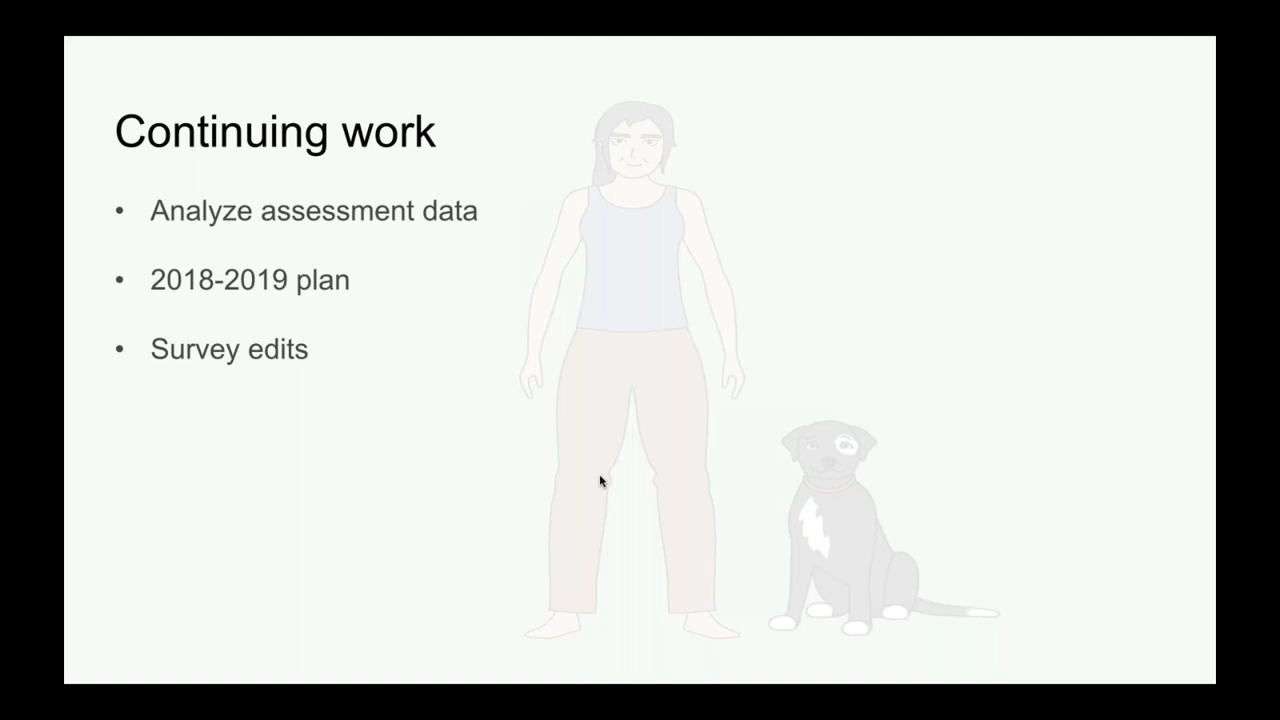 Continuing work
• Analyze assessment data
• 2018-2019 plan
• Survey edits